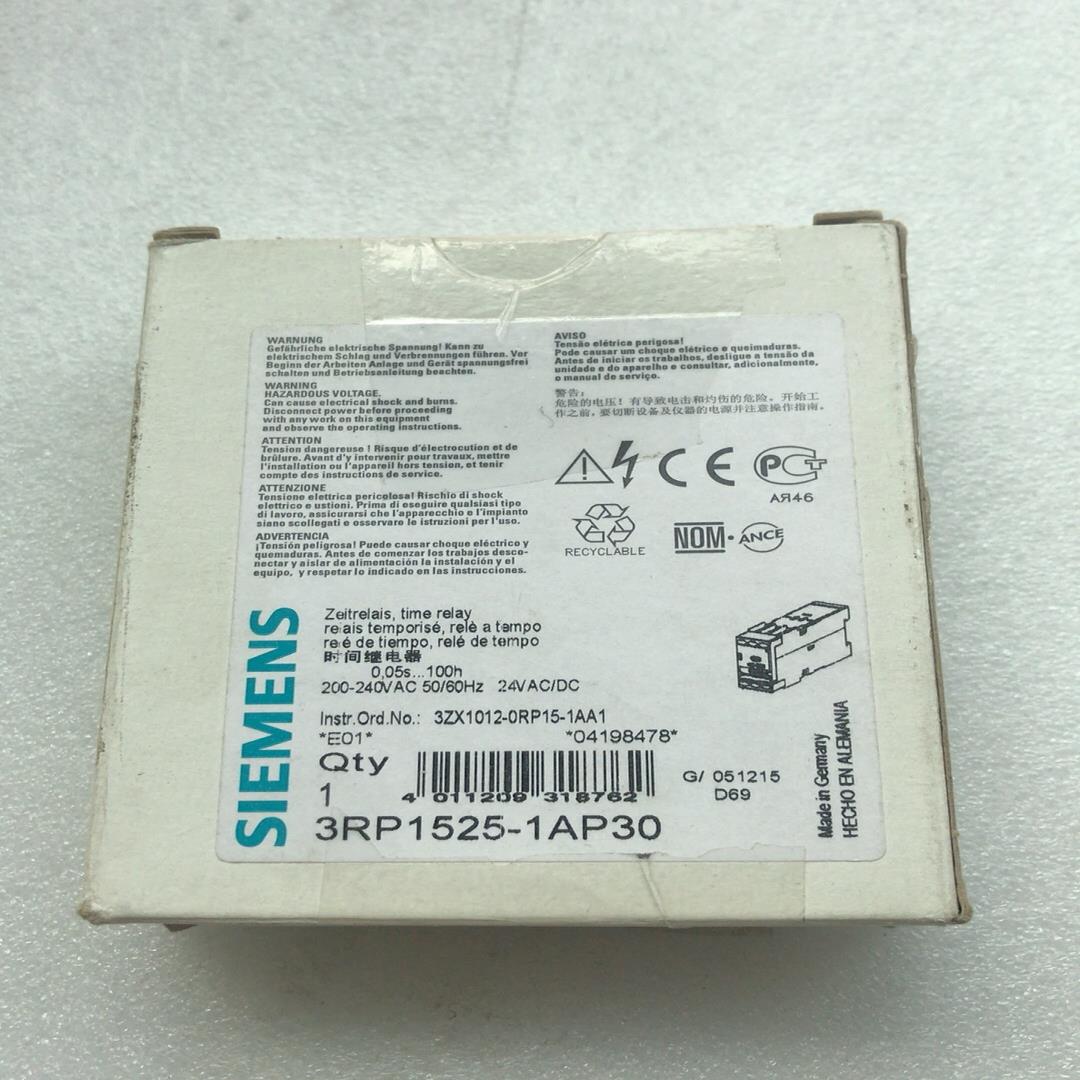 WARNUNG
Gefährliche elektrische Spannung! Kann zu
elektrischem Schlag und Verbrennungen führen. Vor
Beginn der Arbeiten Anlage und Gerät spannungsfrei
schalten und Betriebsanleitung beachten.
WARNING
HAZARDOUS VOLTAGE.
Can cause electrical shock and burns.
Disconnect power before proceeding
with any work on this equipment
and observe the operating instructions.
ATTENTION
Tension dangereuse ! Risque d'électrocution et de
brûlure. Avant d'y intervenir pour travaux, mettre
l'installation ou l'appareil hors tension, et tenir
compte des instructions de service.
ATTENZIONE
Tensione elettrica pericolosa! Rischio di shock
elettrico e ustioni. Prima di eseguire qualsiasi tipo
di lavoro, assicurarsi che l'apparecchio e l'impianto
siano scollegati e osservare le istruzioni per l'uso.
ADVERTENCIA
¡Tensión peligrosa! Puede causar choque eléctrico y
quemaduras. Antes de comenzar los trabajos desco-
nectar y aislar de alimentación la instalación y el
equipo, y respetar lo indicado en las instrucciones.
AVISO
Tensão elétrica perigosa!
Pode causar um choque elétrico e queimaduras.
Antes de iniciar os trabalhos, desligue a tensão da
unidade e do aparelho e consultar, adicionalmente,
o manual de serviço.
警告:
危险的电压! 有导致电击和灼伤的危险。开始工
作之前,要切断设备及仪器的电源并注意操作指南。
CE
РСТ
АЯ46
RECYCLABLE
NOM-ANCE
SIEMENS
Zeitrelais, time relay
relais temporisé, relè a tempo
relé de tiempo, relé de tempo
时间继电器
0,05s...100h
200-240VAC 50/60Hz 24VAC/DC
Instr.Ord.No.: 3ZX1012-0RP15-1AA1
*E01* *04198478*
Qty
1
4 011209 318762
G/ 051215
D69
3RP1525-1AP30
Made in Germany
HECHO EN ALEMANIA